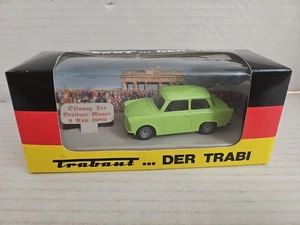 Öffnung der
Berliner Mauer
9 Nov. 1989
Trabant ... DER TRABI